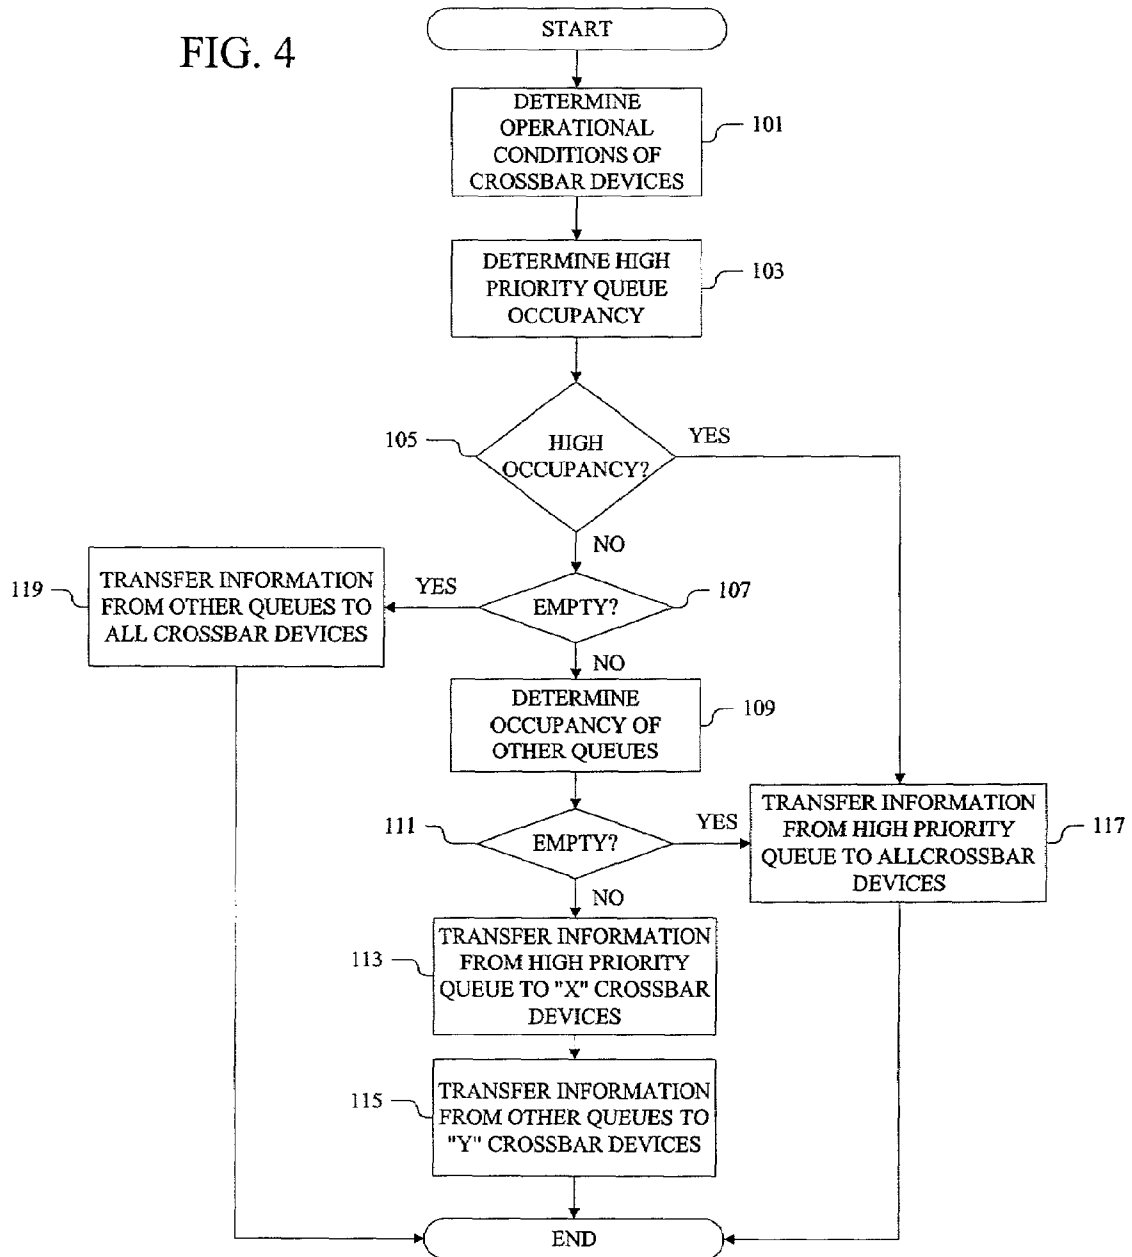 FIG. 4
START
DETERMINE
OPERATIONAL
CONDITIONS OF
CROSSBAR DEVICES
101
DETERMINE HIGH
PRIORITY QUEUE
OCCUPANCY
103
105
HIGH
OCCUPANCY?
YES
NO
119
TRANSFER INFORMATION
FROM OTHER QUEUES TO
ALL CROSSBAR DEVICES
YES
EMPTY?
107
NO
DETERMINE
OCCUPANCY OF
OTHER QUEUES
109
111
EMPTY?
YES
TRANSFER INFORMATION
FROM HIGH PRIORITY
QUEUE TO ALLCROSSBAR
DEVICES
117
NO
113
TRANSFER INFORMATION
FROM HIGH PRIORITY
QUEUE TO "X" CROSSBAR
DEVICES
115
TRANSFER INFORMATION
FROM OTHER QUEUES TO
"Y" CROSSBAR DEVICES
END